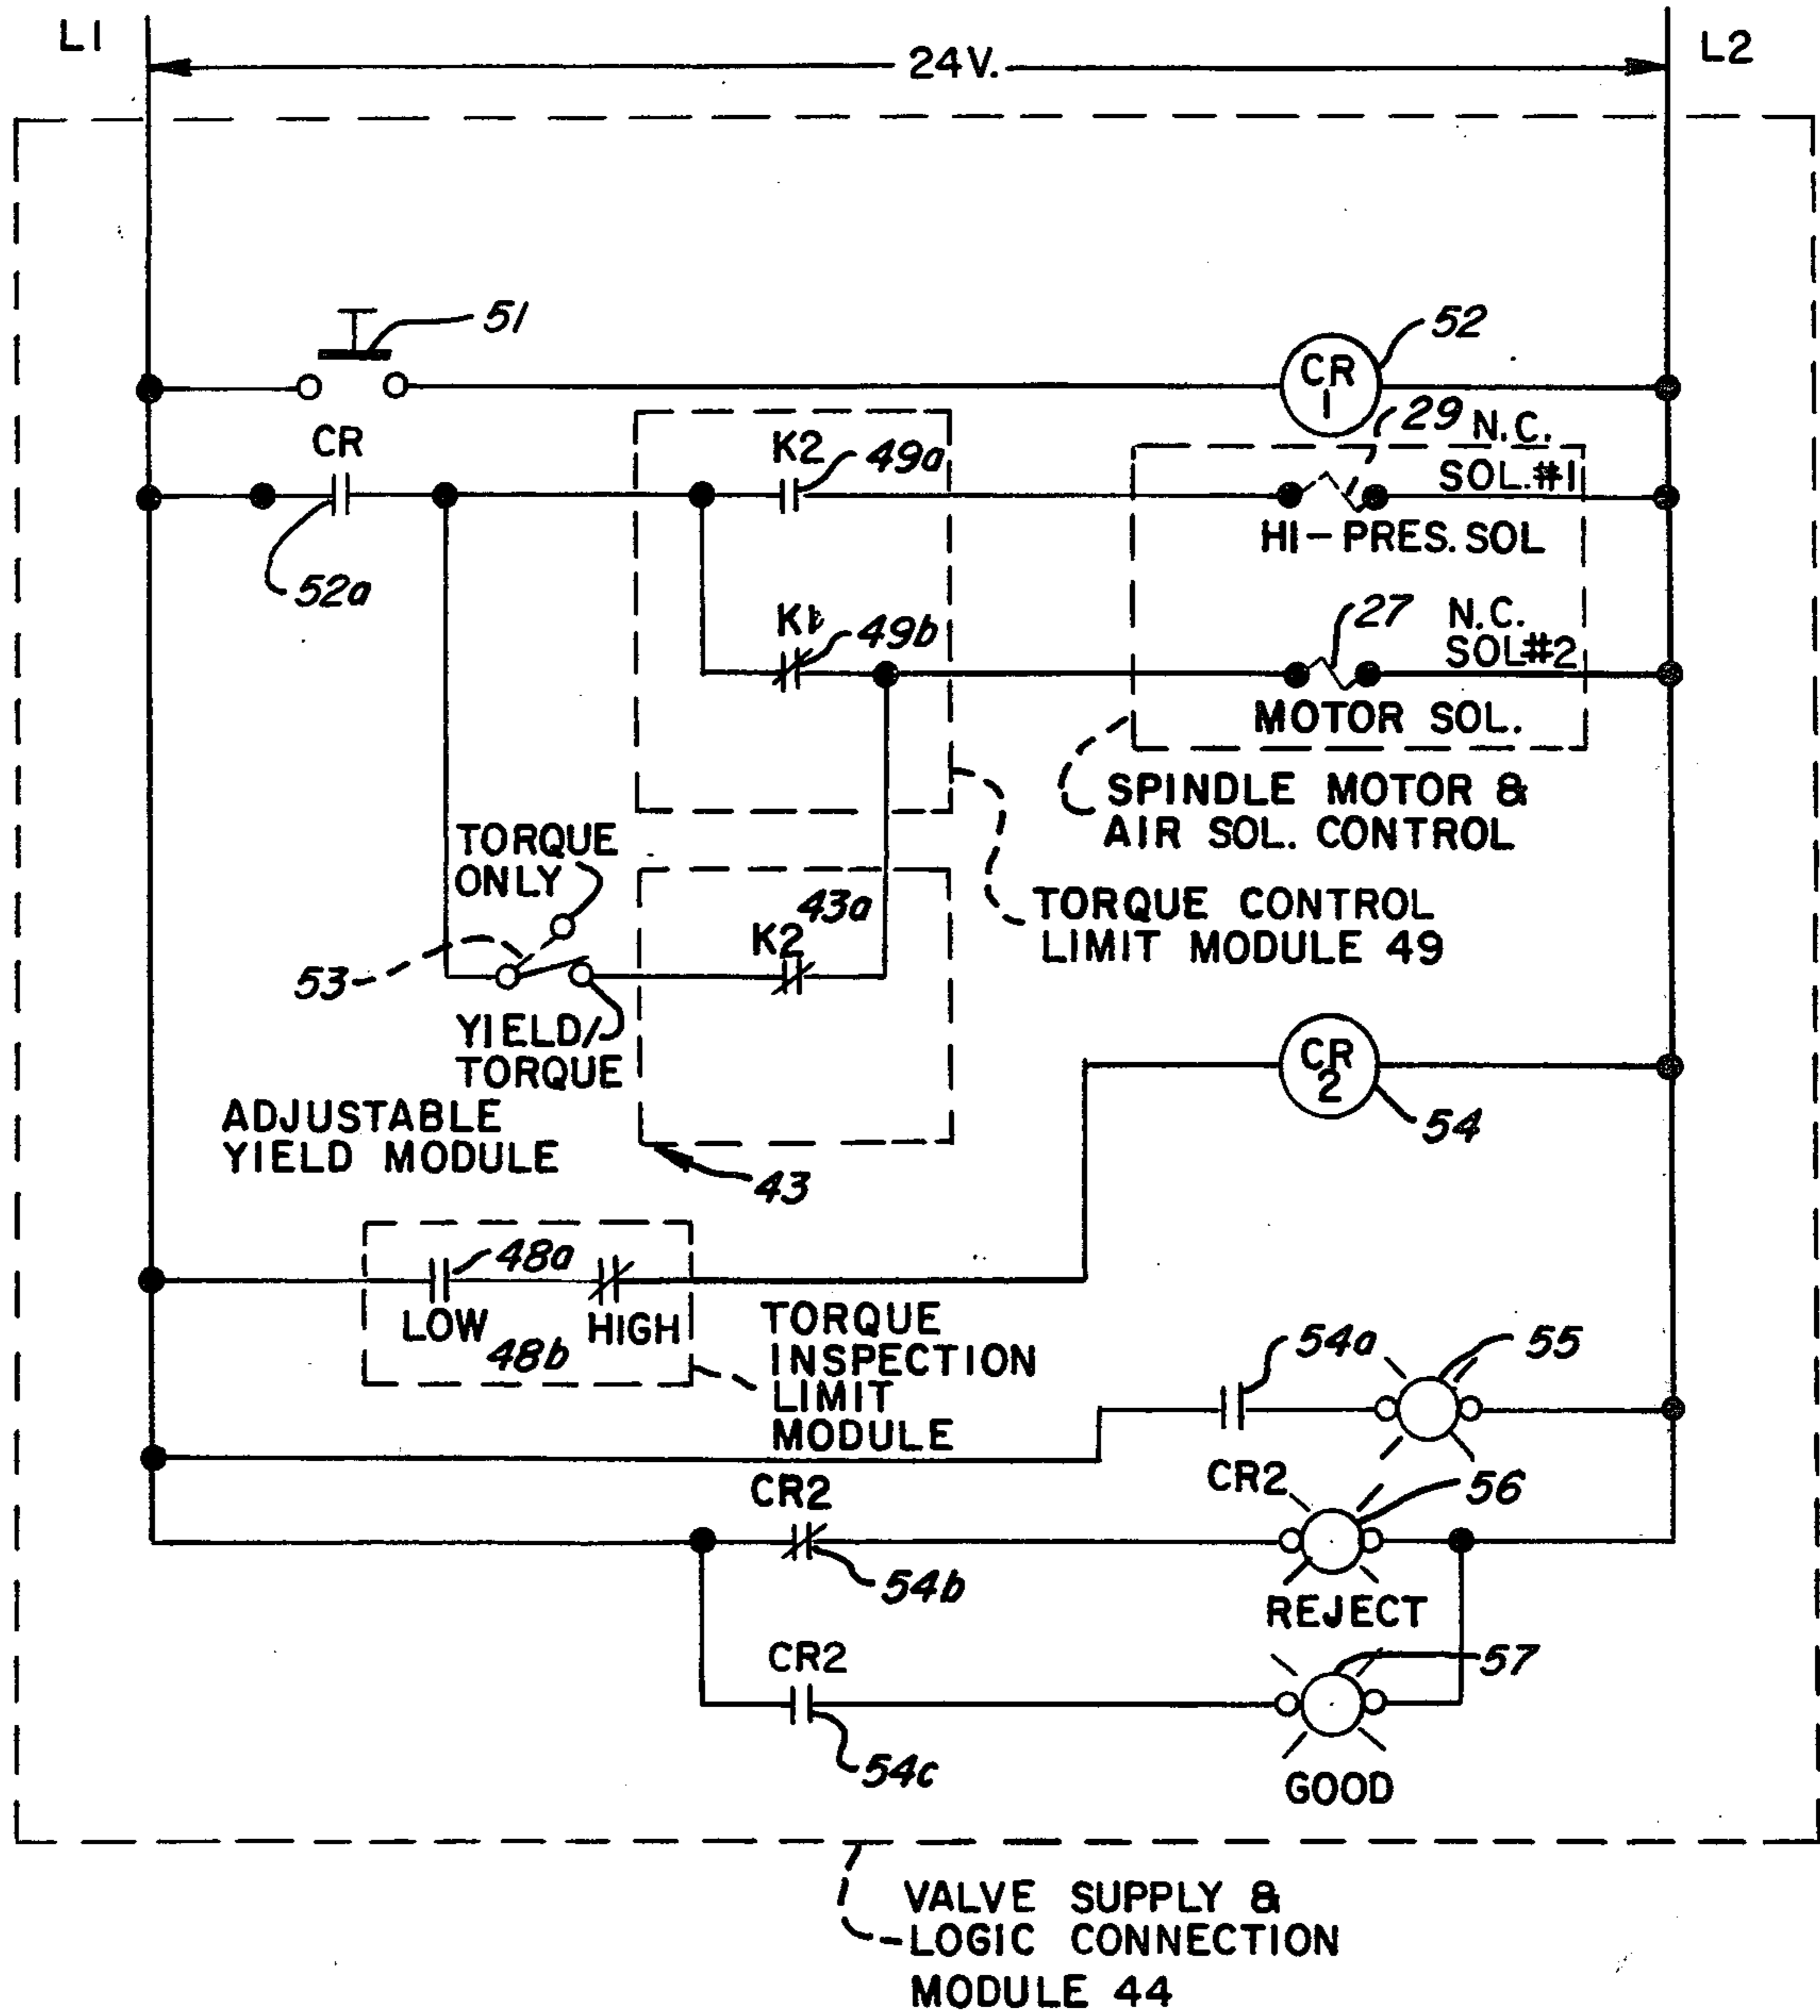 L1
24V.
L2
51
52
CR
1
29
N.C.
SOL.#1
CR
K2
49a
HI-PRES. SOL
52a
K1
49b
27
N.C.
SOL#2
MOTOR SOL.
SPINDLE MOTOR &
AIR SOL. CONTROL
TORQUE
ONLY
43a
TORQUE CONTROL
LIMIT MODULE 49
K2
53
YIELD/
TORQUE
CR
2
54
ADJUSTABLE
YIELD MODULE
43
48a
LOW
HIGH
48b
TORQUE
INSPECTION
LIMIT
MODULE
54a
55
CR2
CR2
56
54b
REJECT
CR2
57
54c
GOOD
VALVE SUPPLY &
LOGIC CONNECTION
MODULE 44